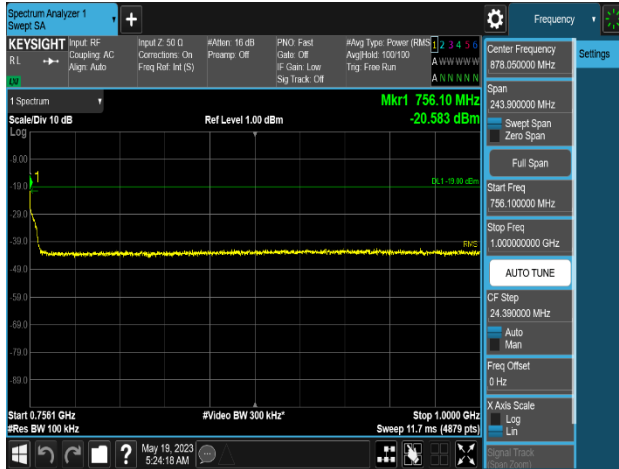 Spectrum Analyzer 1
Swept SA
+
Frequency
KEYSIGHT
Input: RF
Input Z: 50 Ω
#Atten: 16 dB
PNO: Fast
#Avg Type: Power (RMS
1 2 3 4 5 6
RL
Coupling: AC
Corrections: On
Preamp: Off
Gate: Off
Avg|Hold: 100/100
A WW WW W
Align: Auto
Freq Ref: Int (S)
IF Gain: Low
Trig: Free Run
Sig Track: Off
A N N N N N
1 Spectrum
Mkr1 756.10 MHz
Scale/Div 10 dB
Ref Level 1.00 dBm
-20.583 dBm
Log
-9.00
1
DL1 -19.00 dBm
-19.0
-29.0
-39.0
RMS
-49.0
-59.0
-69.0
-79.0
-89.0
Start 0.7561 GHz
#Video BW 300 kHz*
Stop 1.0000 GHz
#Res BW 100 kHz
Sweep 11.7 ms (4879 pts)
?
May 19, 2023
5:24:18 AM
Center Frequency
878.050000 MHz
Settings
Span
243.900000 MHz
Swept Span
Zero Span
Full Span
Start Freq
756.100000 MHz
Stop Freq
1.000000000 GHz
AUTO TUNE
CF Step
24.390000 MHz
Auto
Man
Freq Offset
0 Hz
X Axis Scale
Log
Lin
Signal Track
(Span Zoom)